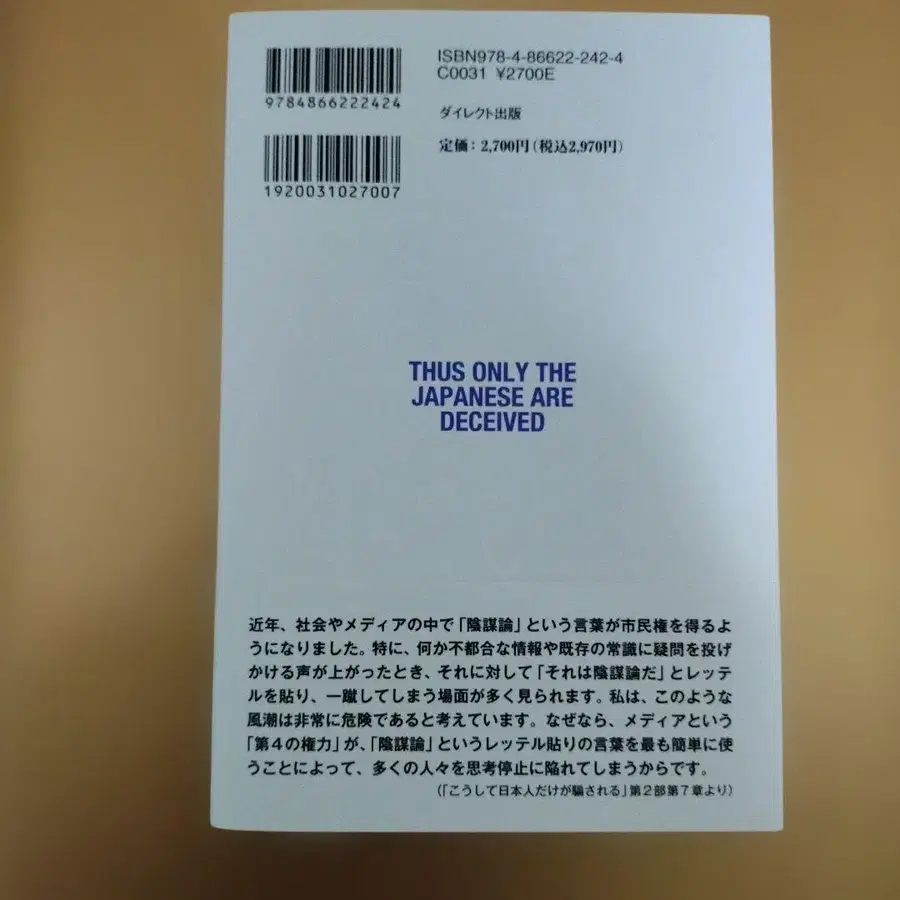 9784866222424
1920031027007
ISBN978-4-86622-242-4
C0031 ¥2700E
ダイレクト出版
定価：2,700円（税込2,970円）
THUS ONLY THE
JAPANESE ARE
DECEIVED
近年、社会やメディアの中で「陰謀論」という言葉が市民権を得るよ
うになりました。特に、何か不都合な情報や既存の常識に疑問を投げ
かける声が上がったとき、それに対して「それは陰謀論だ」とレッテ
ルを貼り、一蹴してしまう場面が多く見られます。私は、このような
風潮は非常に危険であると考えています。なぜなら、メディアという
「第４の権力」が、「陰謀論」というレッテル貼りの言葉を最も簡単に使
うことによって、多くの人々を思考停止に陥れてしまうからです。
（「こうして日本人だけが騙される」第２部第７章より）